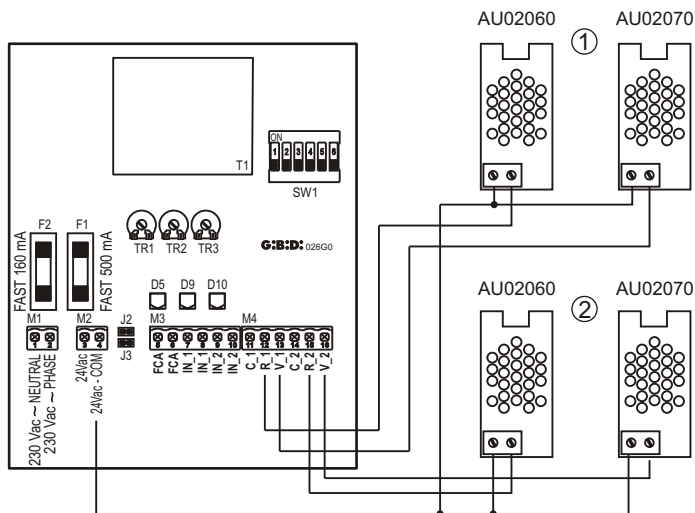 AU02060
AU02070
1
T1
ON
1 2 3 4 5 6
SW1
F2
F1
FAST 160 mA
FAST 500 mA
TR1 TR2 TR3
G:B:D: 026G0
D5 D9 D10
M1
M2
J2
J3
M3
M4
1 2
3 4
5 6 7 8 9 10
11 12 13 14 15 16
230 Vac ~ NEUTRAL
230 Vac ~ PHASE
24Vac
24Vac - COM
FCA
FCA
IN_1
IN_1
IN_2
IN_2
C_1
R_1
V_1
C_2
R_2
V_2
AU02060
AU02070
2